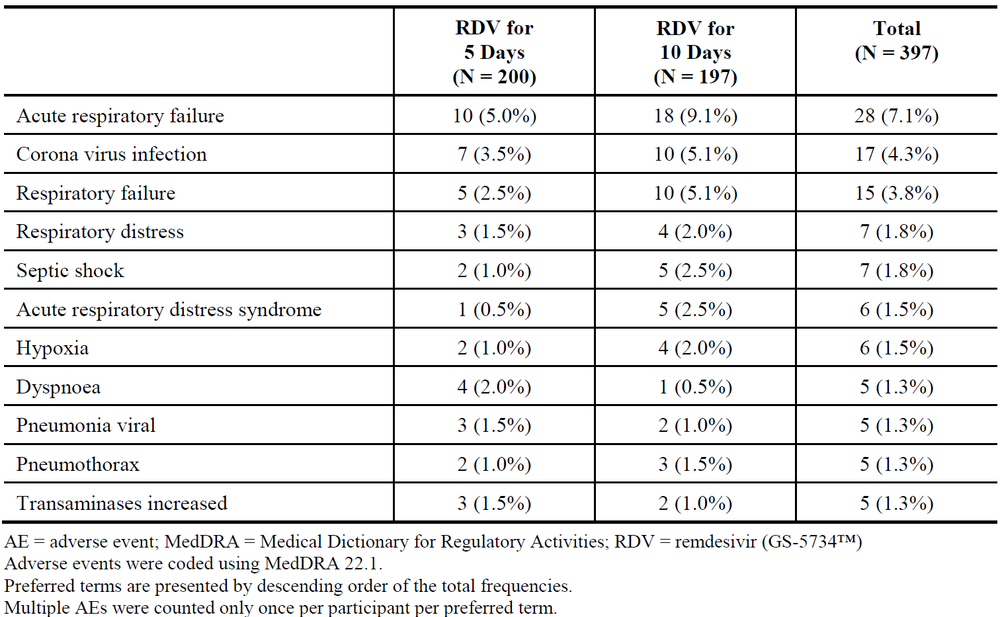 RDV for 5 Days (N = 200) RDV for 10 Days (N = 197) Total (N = 397)
Acute respiratory failure 10 (5.0%) 18 (9.1%) 28 (7.1%)
Corona virus infection 7 (3.5%) 10 (5.1%) 17 (4.3%)
Respiratory failure 5 (2.5%) 10 (5.1%) 15 (3.8%)
Respiratory distress 3 (1.5%) 4 (2.0%) 7 (1.8%)
Septic shock 2 (1.0%) 5 (2.5%) 7 (1.8%)
Acute respiratory distress syndrome 1 (0.5%) 5 (2.5%) 6 (1.5%)
Hypoxia 2 (1.0%) 4 (2.0%) 6 (1.5%)
Dyspnoea 4 (2.0%) 1 (0.5%) 5 (1.3%)
Pneumonia viral 3 (1.5%) 2 (1.0%) 5 (1.3%)
Pneumothorax 2 (1.0%) 3 (1.5%) 5 (1.3%)
Transaminases increased 3 (1.5%) 2 (1.0%) 5 (1.3%)
AE = adverse event; MedDRA = Medical Dictionary for Regulatory Activities; RDV = remdesivir (GS-5734™)
Adverse events were coded using MedDRA 22.1.
Preferred terms are presented by descending order of the total frequencies.
Multiple AEs were counted only once per participant per preferred term.